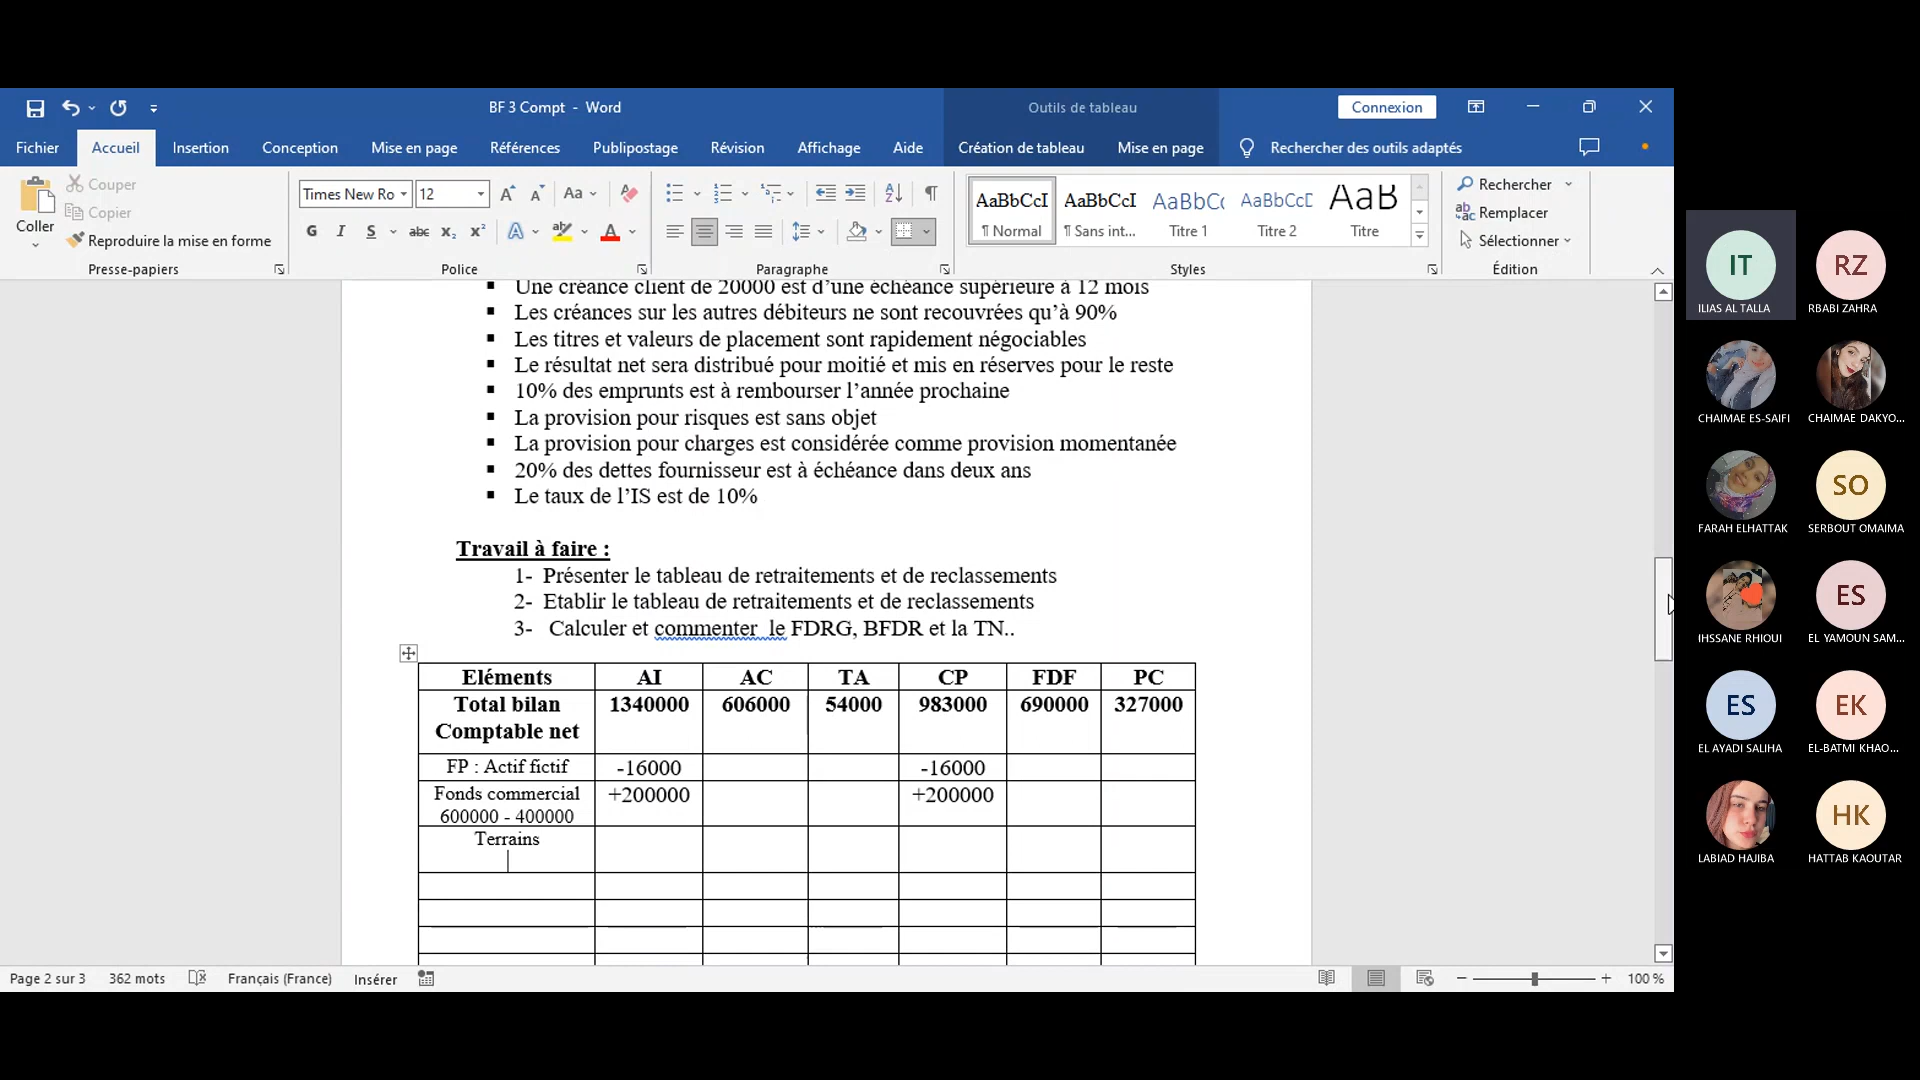 BF 3 Compt - Word
Outils de tableau
Connexion
Fichier
Accueil
Insertion
Conception
Mise en page
Références
Publipostage
Révision
Affichage
Aide
Création de tableau
Mise en page
Rechercher des outils adaptés
Coller
Couper
Copier
Reproduire la mise en forme
Presse-papiers
Times New Ro
12
Aa
G I S abc x₂ x²
A A
Police
Paragraphe
AaBbCcI
¶ Normal
AaBbCcI
¶ Sans int...
AaBbCc
Titre 1
AaBbCcC
Titre 2
AaB
Titre
Styles
Rechercher
Remplacer
Sélectionner
Édition
Une créance client de 20000 est d’une échéance supérieure à 12 mois
Les créances sur les autres débiteurs ne sont recouvrées qu’à 90%
Les titres et valeurs de placement sont rapidement négociables
Le résultat net sera distribué pour moitié et mis en réserves pour le reste
10% des emprunts est à rembourser l’année prochaine
La provision pour risques est sans objet
La provision pour charges est considérée comme provision momentanée
20% des dettes fournisseur est à échéance dans deux ans
Le taux de l’IS est de 10%
Travail à faire :
1- Présenter le tableau de retraitements et de reclassements
2- Etablir le tableau de retraitements et de reclassements
3- Calculer et commenter le FDRG, BFDR et la TN..
Eléments AI AC TA CP FDF PC
Total bilan 1340000 606000 54000 983000 690000 327000
Comptable net
FP : Actif fictif -16000 -16000
Fonds commercial +200000 +200000
600000 - 400000
Terrains
Page 2 sur 3
362 mots
Français (France)
Insérer
100 %
IT
ILIAS AL TALLA
RZ
RBABI ZAHRA
CHAIMAE ES-SAIFI
CHAIMAE DAKYO...
FARAH ELHATTAK
SO
SERBOUT OMAIMA
IHSSANE RHIOUI
ES
EL YAMOUN SAM...
ES
EL AYADI SALIHA
EK
EL-BATMI KHAO...
LABIAD HAJIBA
HK
HATTAB KAOUTAR